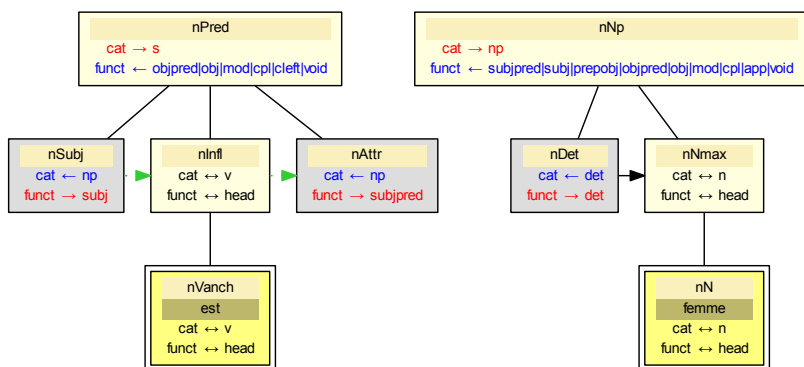 nPred
cat → s
funct ← objpred|obj|mod|cpl|cleft|void
nNp
cat → np
funct ← subjpred|subj|prepobj|objpred|obj|mod|cpl|app|void
nSubj
cat ← np
funct → subj
nInfl
cat ↔ v
funct ↔ head
nAttr
cat ← np
funct → subjpred
nDet
cat ← det
funct → det
nNmax
cat ↔ n
funct ↔ head
nVanch
est
cat ↔ v
funct ↔ head
nN
femme
cat ↔ n
funct ↔ head